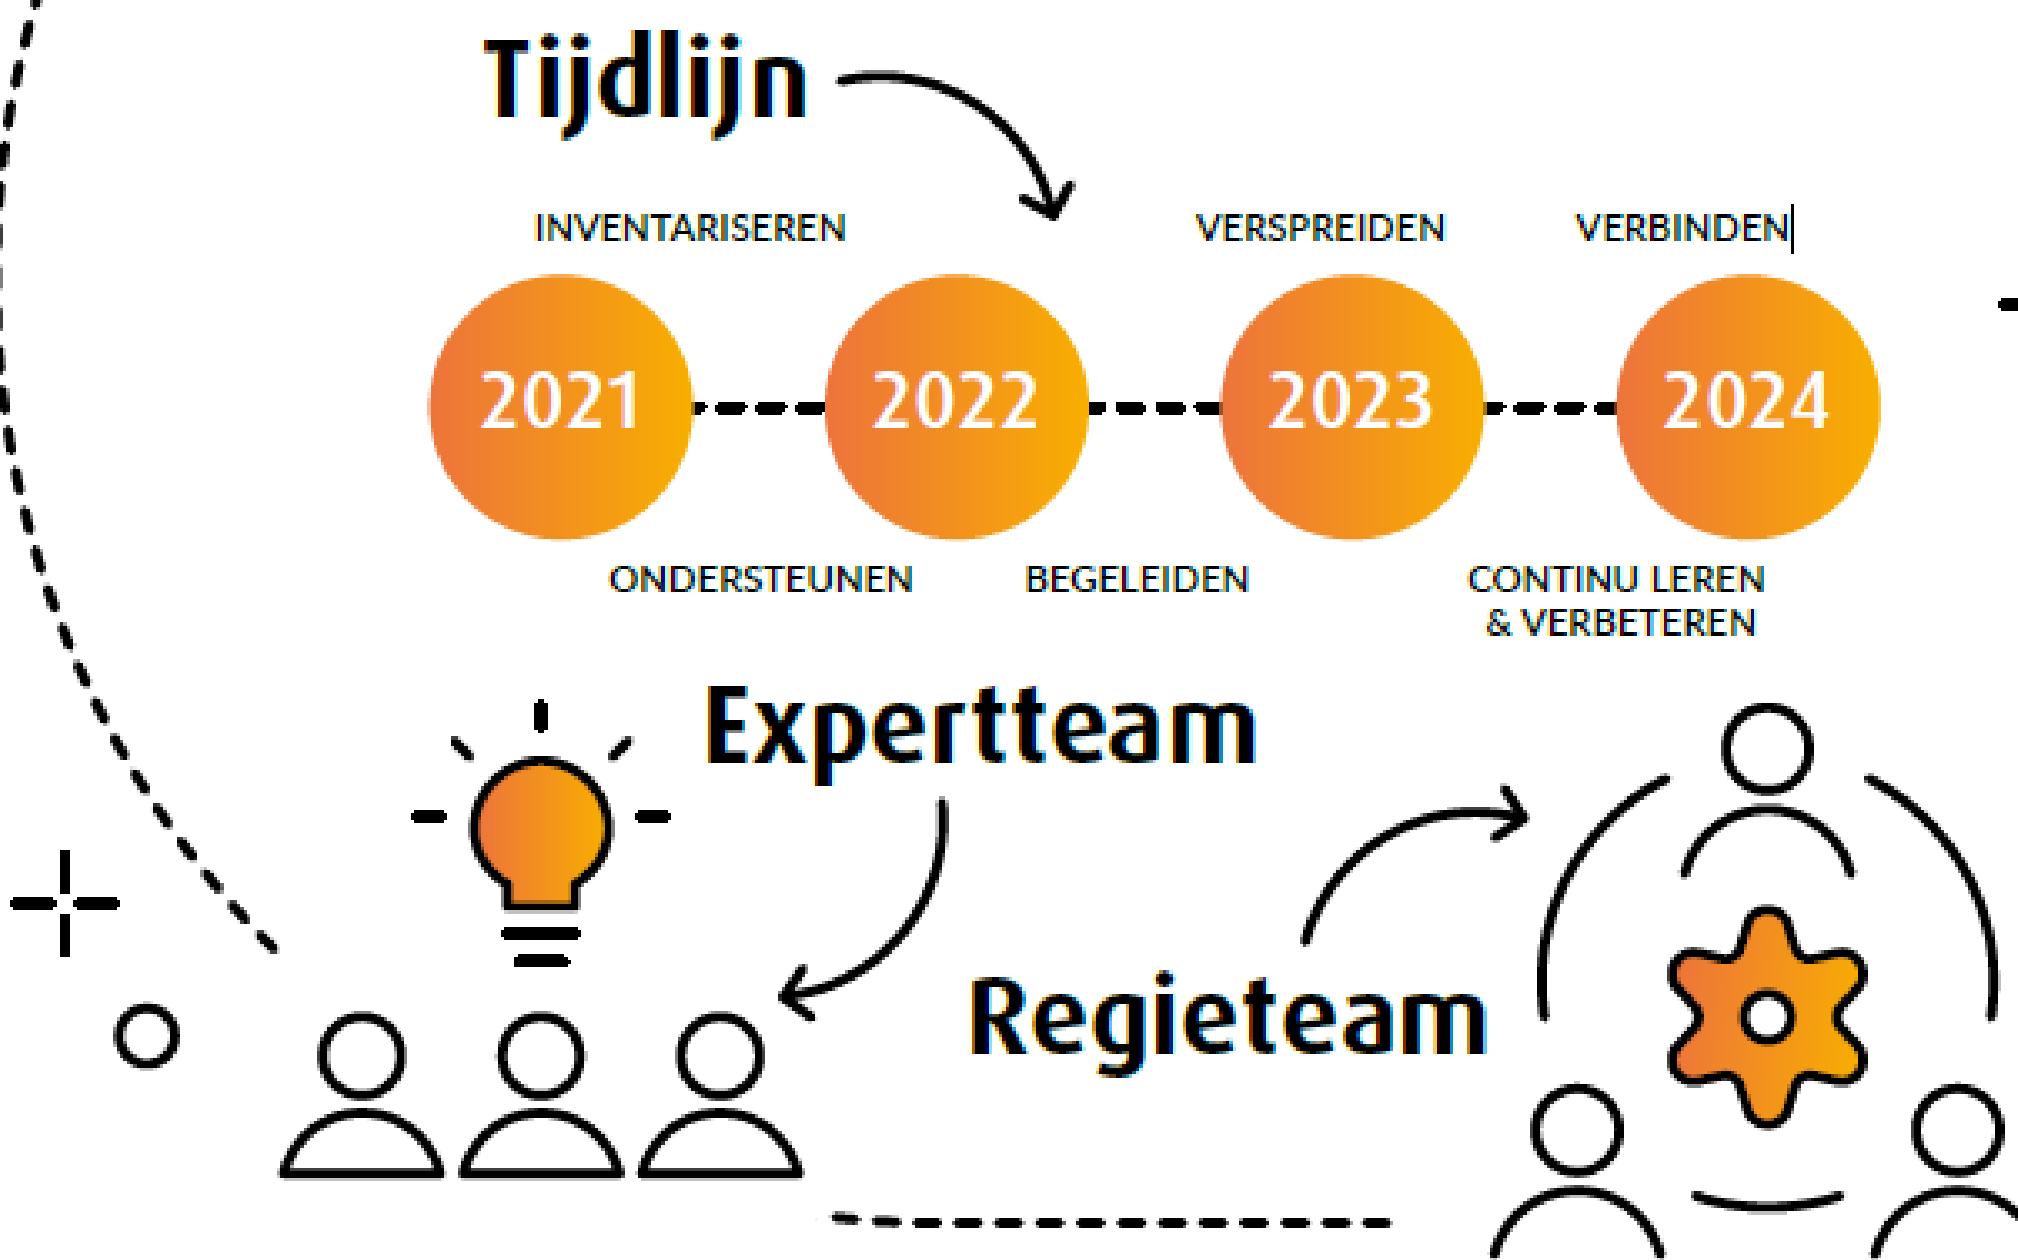 Tijdlijn
INVENTARISEREN
VERSPREIDEN
VERBINDEN
2021
2022
2023
2024
ONDERSTEUNEN
BEGELEIDEN
CONTINU LEREN
& VERBETEREN
Expertteam
Regieteam